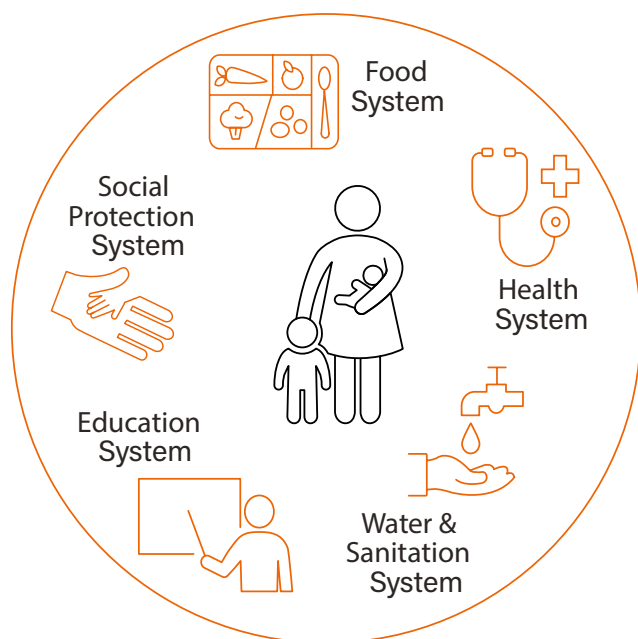 Food
System
Health
System
Water &
Sanitation
System
Education
System
Social
Protection
System